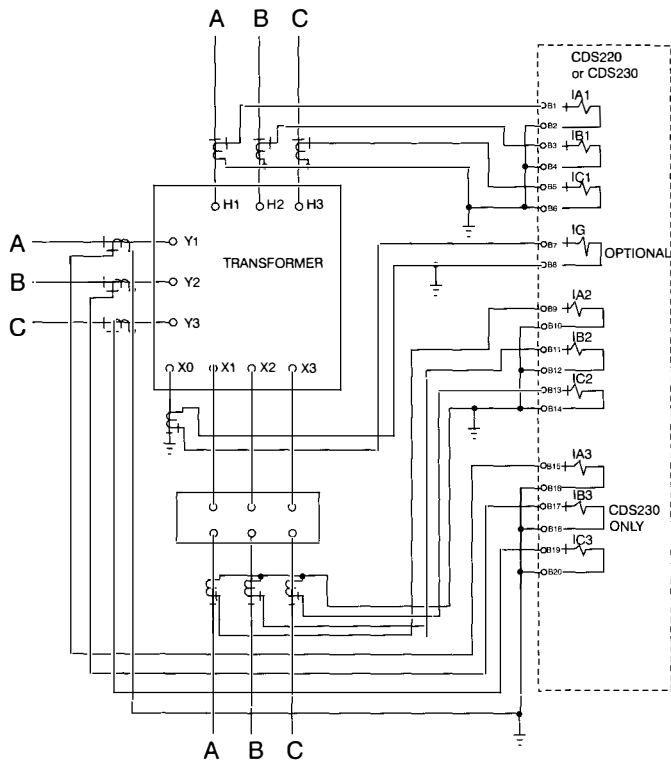 A B C
CDS220
or CDS230
IA1
B1
B2
IB1
B3
B4
IC1
B5
B6
H1 H2 H3
A
Y1
B
Y2
C
Y3
TRANSFORMER
IG
B7
OPTIONAL
B8
IA2
B9
B10
IB2
B11
B12
IC2
B13
B14
X0 X1 X2 X3
IA3
B15
B16
IB3
B17
CDS230
ONLY
B18
IC3
B19
B20
A B C